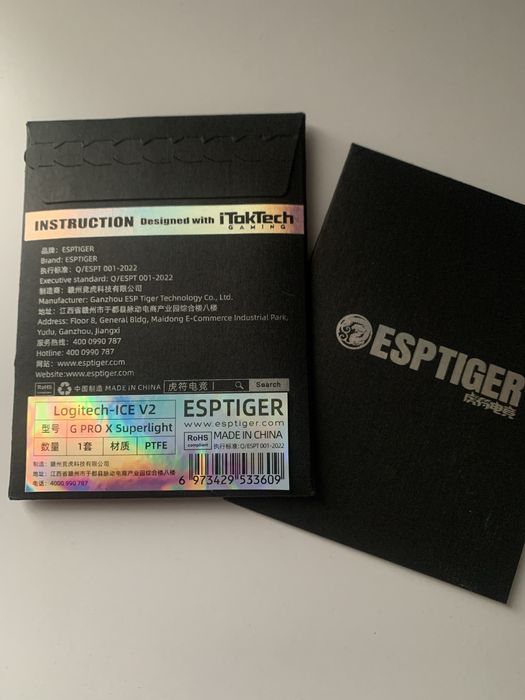 INSTRUCTION Designed with iTokTech
GAMING
品牌：ESPTIGER
Brand: ESPTIGER
执行标准：Q/ESPT 001-2022
Executive standard: Q/ESPT 001-2022
制造商：赣州竟虎科技有限公司
Manufacturer: Ganzhou ESP Tiger Technology Co., Ltd.
地址：江西省赣州市于都县脉动电商产业园综合楼八楼
Address: Floor 8, General Bldg, Maidong E-Commerce Industrial Park,
Yudu, Ganzhou, Jiangxi
服务热线：400 0990 787
Hotline: 400 0990 787
网站：www.esptiger.com
Website:www.esptiger.com
RoHS 中国制造 MADE IN CHINA 虎符电竞 Search
Logitech-ICE V2
型号 G PRO X Superlight
数量 1套 材质 PTFE
ESPTIGER
www.esptiger.com
RoHS
compliant
MADE IN CHINA
执行标准：Q/ESPT 001-2022
制造：赣州竟虎科技有限公司
地址：江西省赣州市于都县脉动电商产业园综合楼八楼
电话：4000 990 787
6 973429 533609
ESPTIGER
虎符电竞